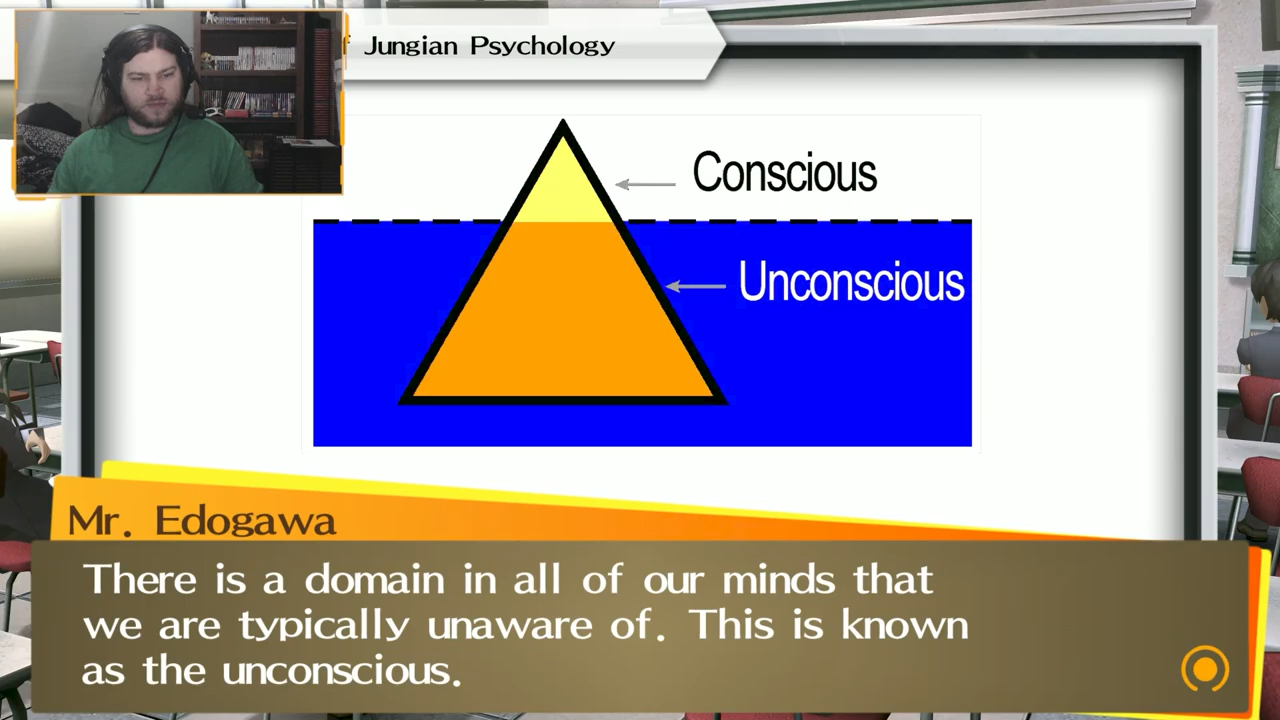 Jungian Psychology
Conscious
Unconscious
Mr. Edogawa
There is a domain in all of our minds that
we are typically unaware of. This is known
as the unconscious.